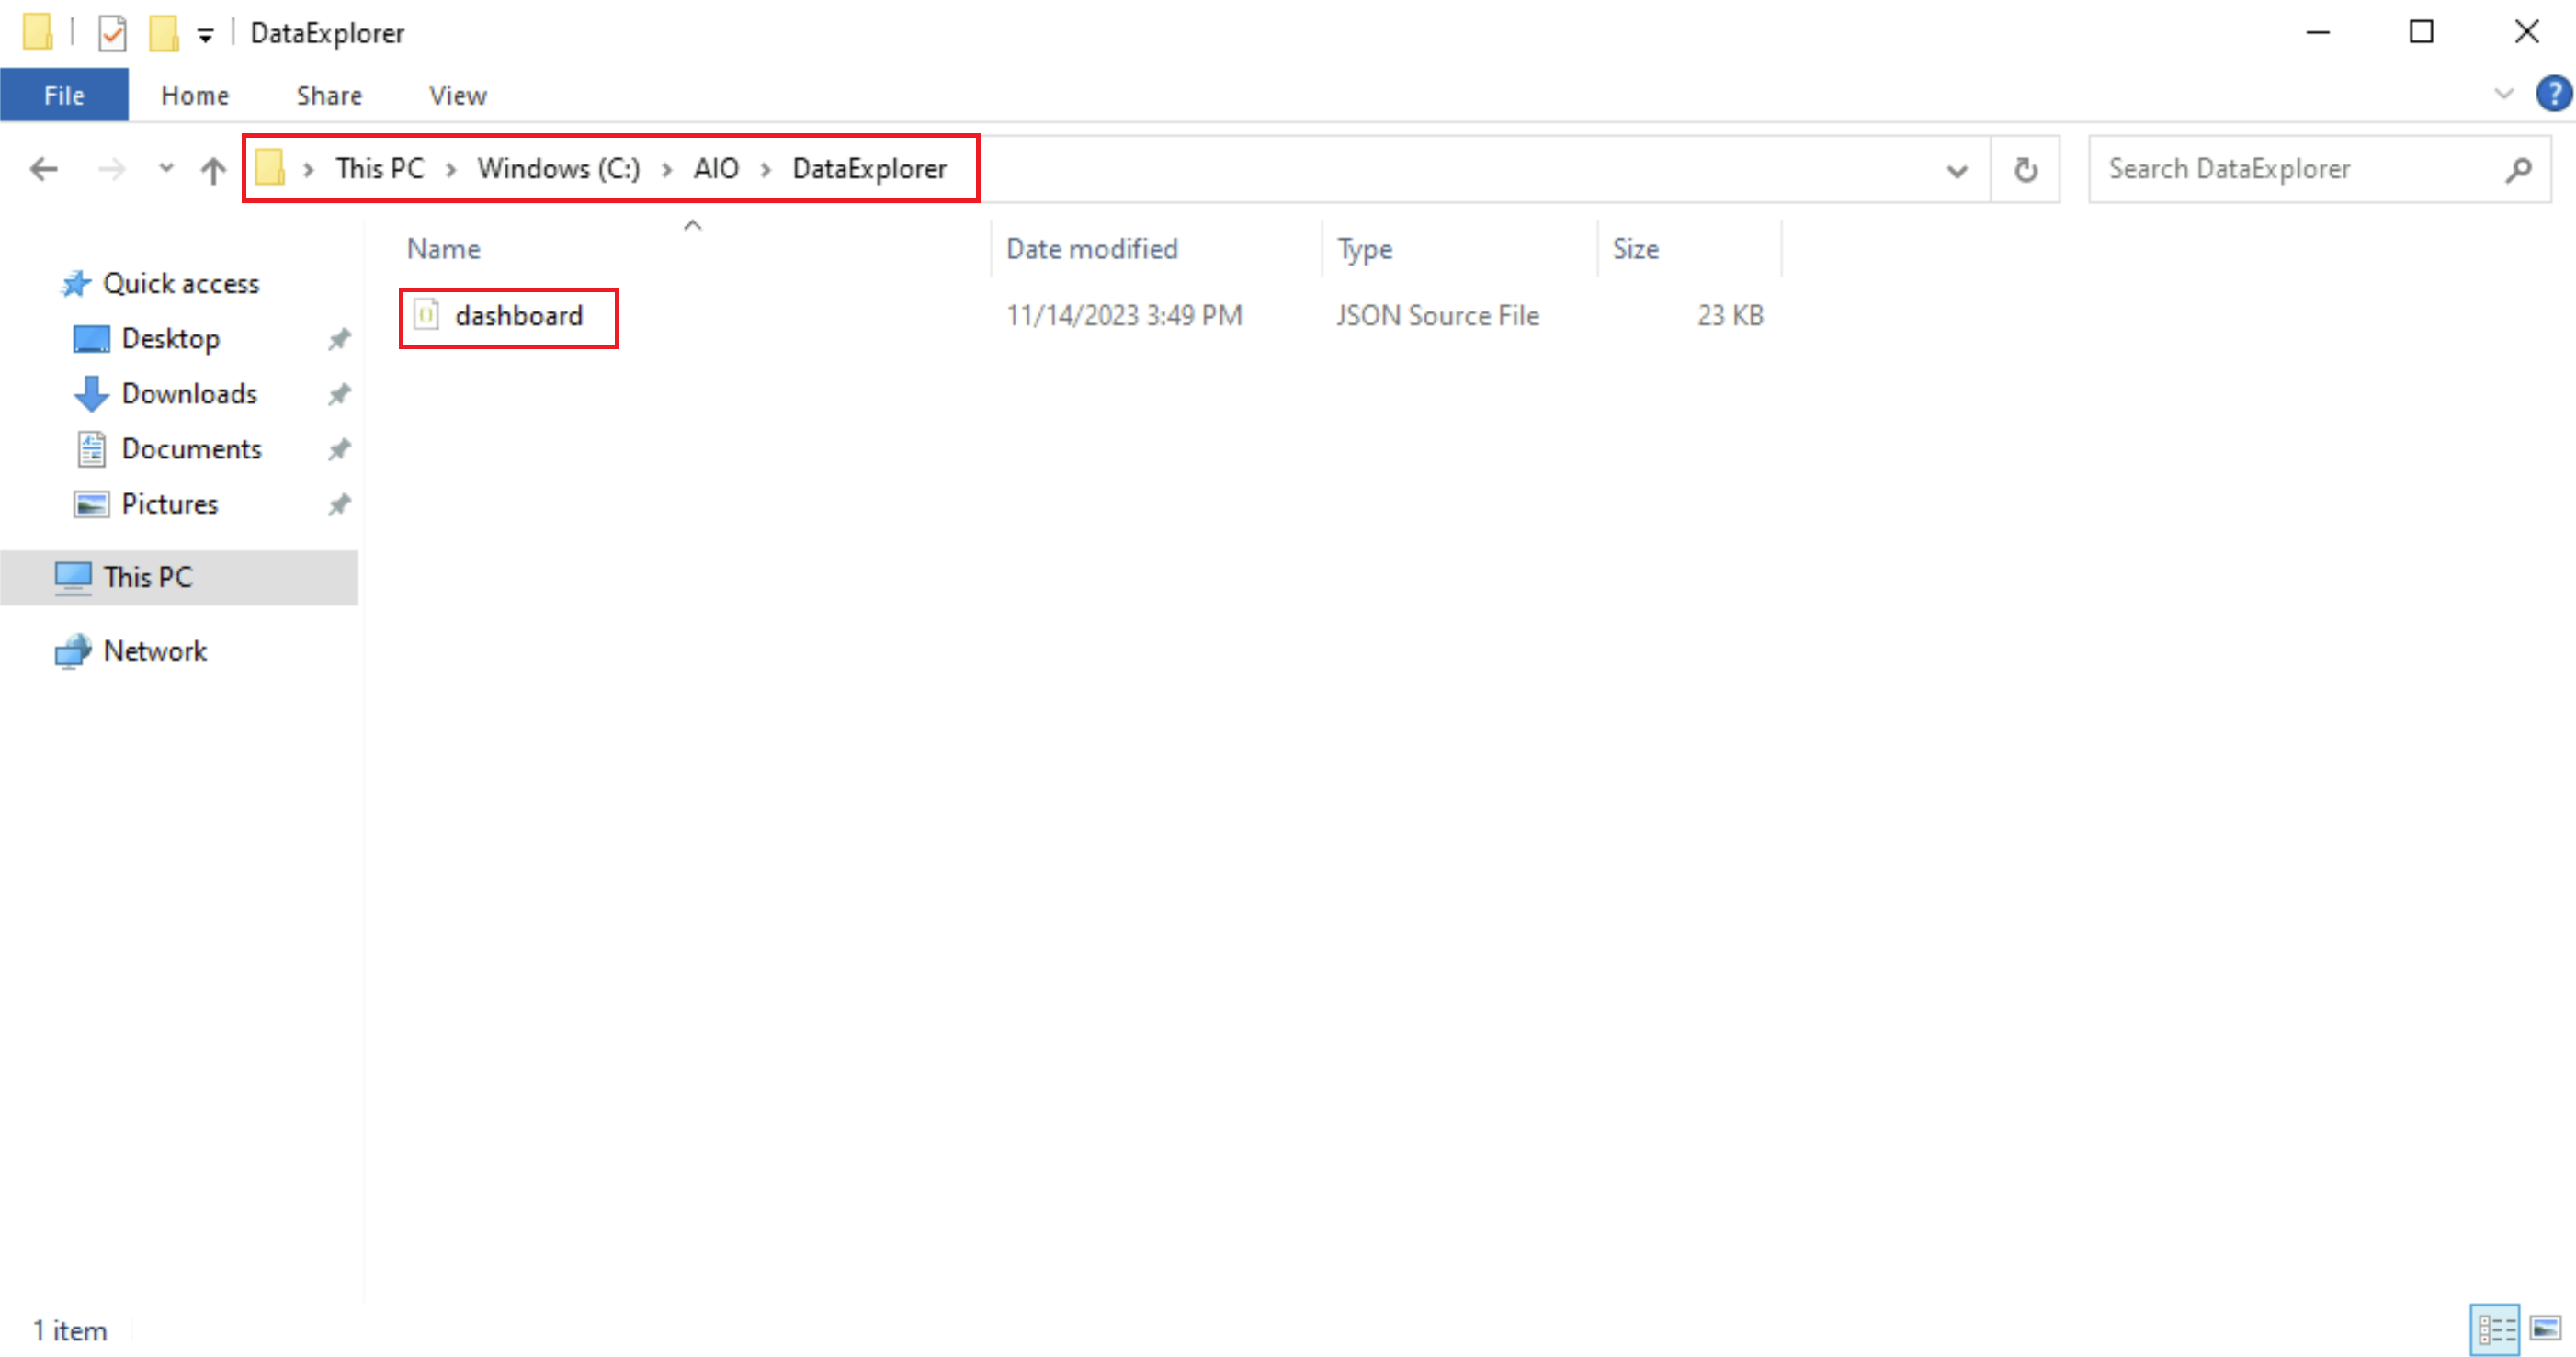 DataExplorer
File Home Share View
This PC Windows (C:) AIO DataExplorer Search DataExplorer
Name Date modified Type Size
dashboard 11/14/2023 3:49 PM JSON Source File 23 KB
Quick access
Desktop
Downloads
Documents
Pictures
This PC
Network
1 item